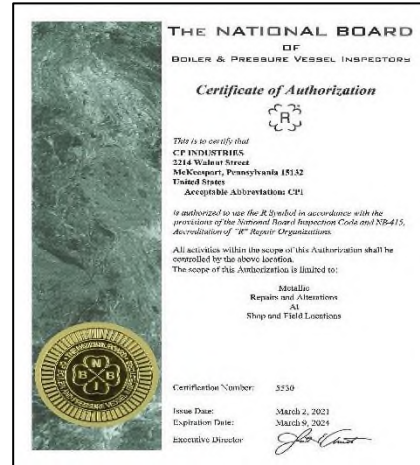 THE NATIONAL BOARD
OF
BOILER & PRESSURE VESSEL INSPECTORS
Certificate of Authorization
R
This is to certify that
CP INDUSTRIES
2214 Walnut Street
McKeesport, Pennsylvania 15132
United States
Acceptable Abbreviation: CPI
is authorized to use the R Symbol in accordance with the
provisions of the National Board Inspection Code and NB-415,
Accreditation of "R" Repair Organizations.
All activities within the scope of this Authorization shall be
controlled by the above location.
The scope of this Authorization is limited to:
Metallic
Repairs and Alterations
At
Shop and Field Locations
N
B B
I
Certification Number: 5530
Issue Date: March 2, 2021
Expiration Date: March 9, 2024
Executive Director